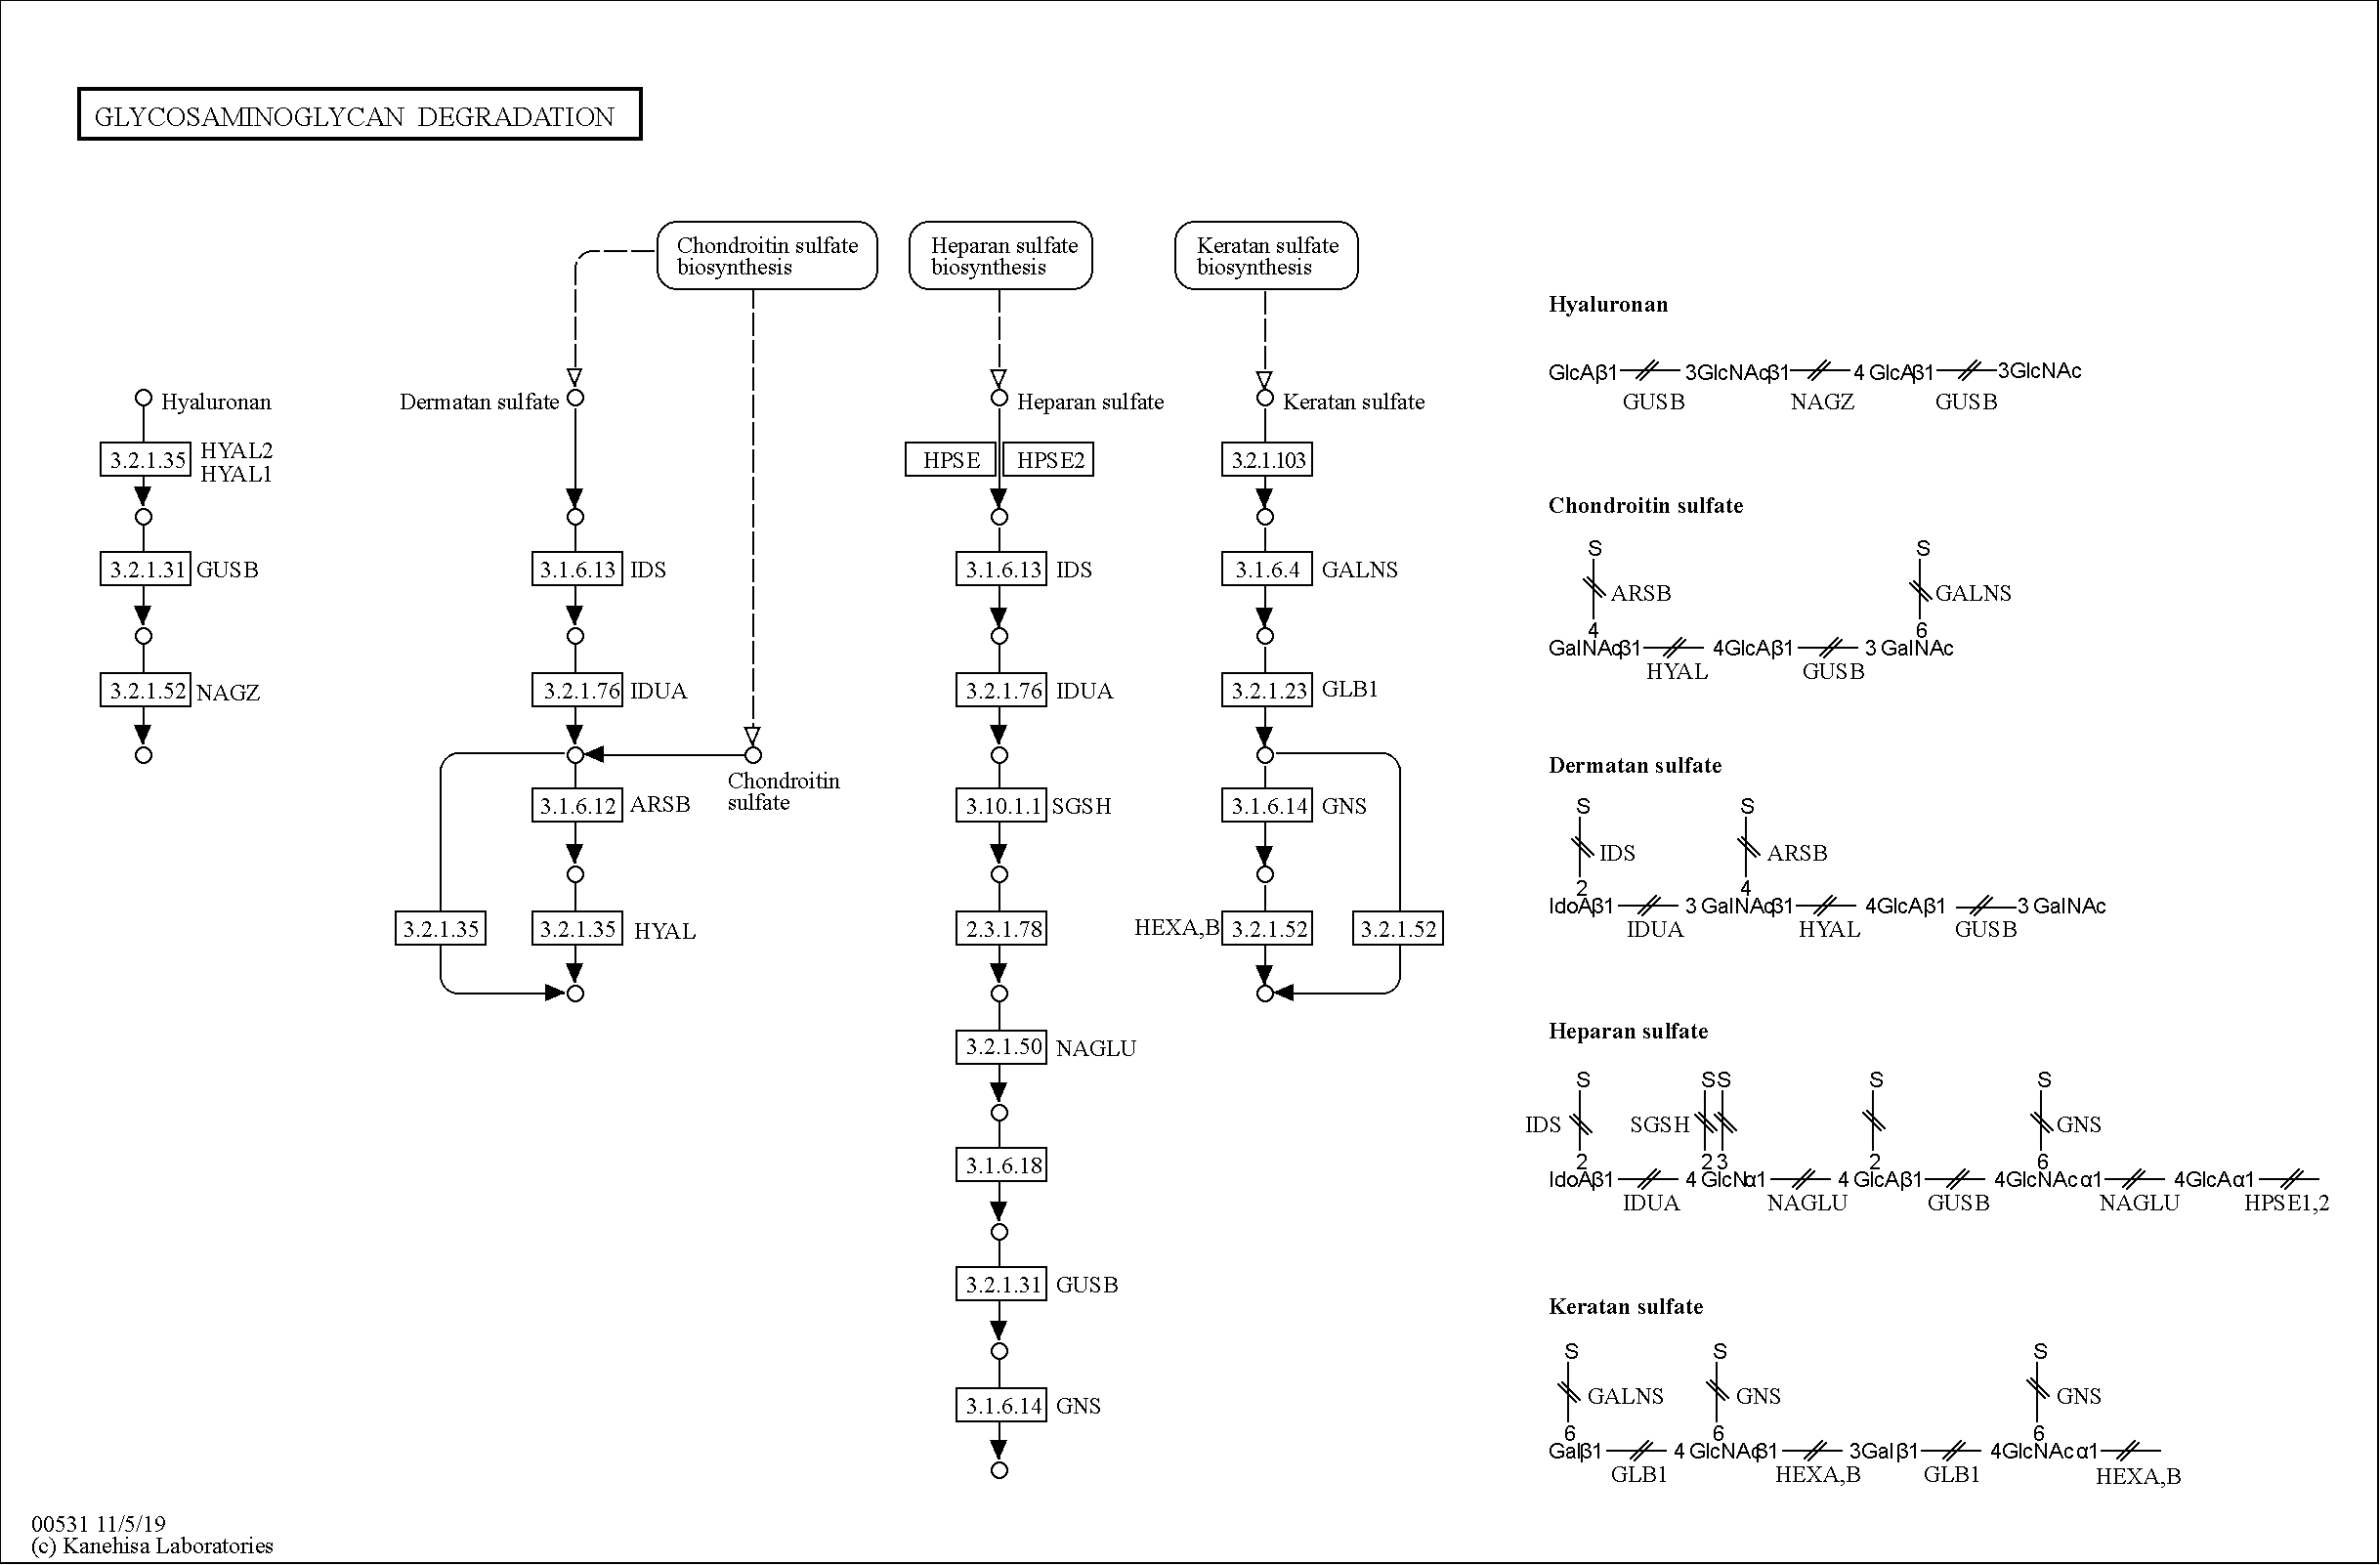 GLYCOSAMINOGLYCAN DEGRADATION
Chondroitin sulfate
biosynthesis
Heparan sulfate
biosynthesis
Keratan sulfate
biosynthesis
Hyaluronan
Dermatan sulfate
Heparan sulfate
Keratan sulfate
3.2.1.35
HYAL2
HYAL1
3.2.1.31 GUSB
3.2.1.52 NAGZ
3.1.6.13 IDS
3.2.1.76 IDUA
Chondroitin
sulfate
3.1.6.12 ARSB
3.2.1.35
3.2.1.35 HYAL
HPSE HPSE2
3.1.6.13 IDS
3.2.1.76 IDUA
3.10.1.1 SGSH
2.3.1.78
3.2.1.50 NAGLU
3.1.6.18
3.2.1.31 GUSB
3.1.6.14 GNS
3.2.1.103
3.1.6.4 GALNS
3.2.1.23 GLB1
3.1.6.14 GNS
HEXA,B 3.2.1.52 3.2.1.52
Hyaluronan
GlcAβ1 3GlcNAcβ1 4 GlcAβ1 3GlcNAc
GUSB NAGZ GUSB
Chondroitin sulfate
S S
ARSB GALNS
4 6
GalNAcβ1 4GlcAβ1 3 GalNAc
HYAL GUSB
Dermatan sulfate
S S
IDS ARSB
2 4
IdoAβ1 3 GalNAcβ1 4GlcAβ1 3 GalNAc
IDUA HYAL GUSB
Heparan sulfate
S SS S S
IDS SGSH GNS
2 23 2 6
IdoAβ1 4 GlcNα1 4 GlcAβ1 4GlcNAcα1 4GlcAα1
IDUA NAGLU GUSB NAGLU HPSE1,2
Keratan sulfate
S S S
GALNS GNS GNS
6 6 6
Galβ1 4 GlcNAcβ1 3Galβ1 4GlcNAcα1
GLB1 HEXA,B GLB1 HEXA,B
00531 11/5/19
(c) Kanehisa Laboratories